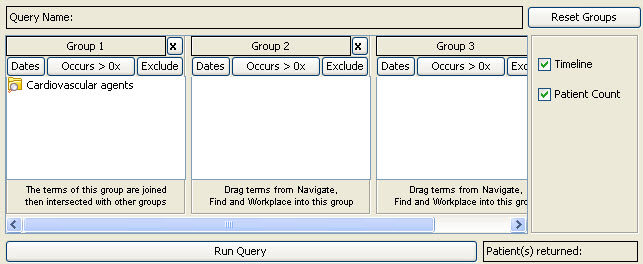 Query Name:
Reset Groups
Group 1
x
Group 2
x
Group 3
Dates
Occurs > 0x
Exclude
Dates
Occurs > 0x
Exclude
Dates
Occurs > 0x
Exc
Cardiovascular agents
Timeline
Patient Count
The terms of this group are joined
then intersected with other groups
Drag terms from Navigate,
Find and Workplace into this group
Drag terms from Navigate,
Find and Workplace into this gro
Run Query
Patient(s) returned: